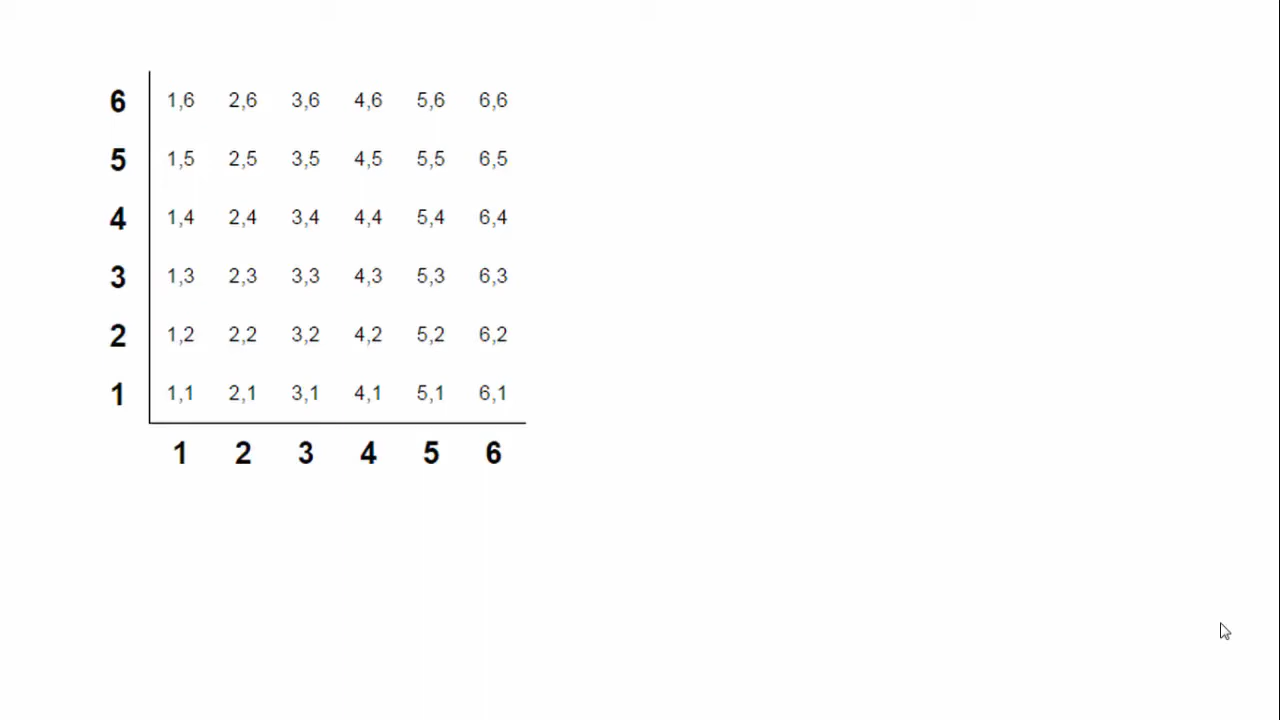 6 1,6 2,6 3,6 4,6 5,6 6,6
5 1,5 2,5 3,5 4,5 5,5 6,5
4 1,4 2,4 3,4 4,4 5,4 6,4
3 1,3 2,3 3,3 4,3 5,3 6,3
2 1,2 2,2 3,2 4,2 5,2 6,2
1 1,1 2,1 3,1 4,1 5,1 6,1
1 2 3 4 5 6